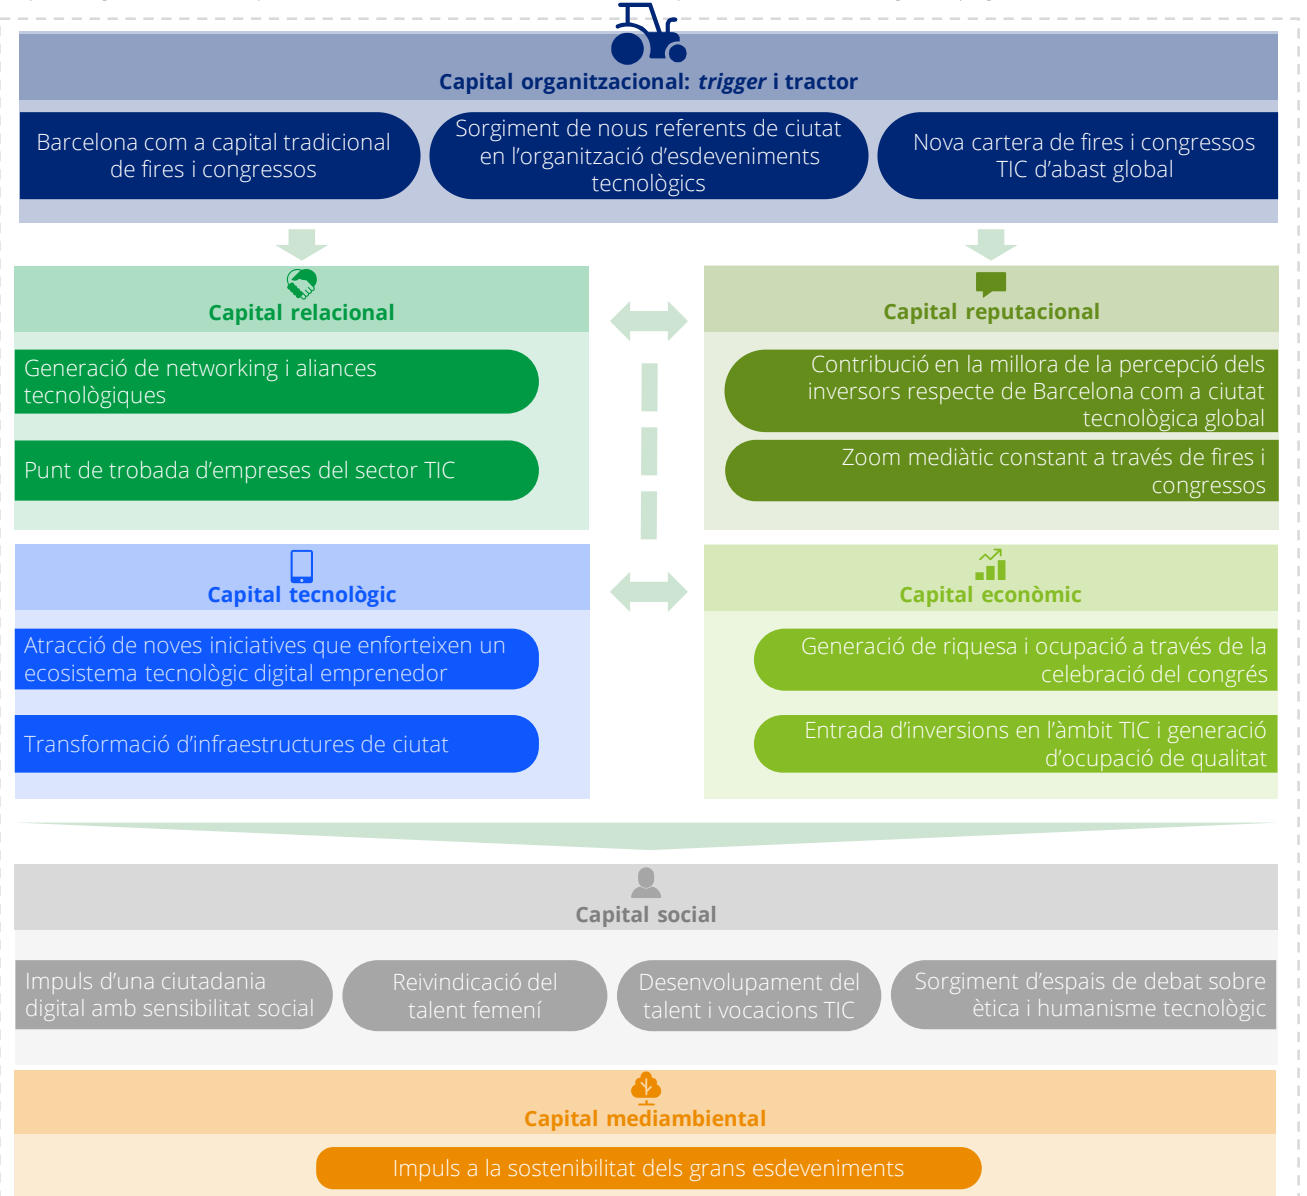 Capital organitzacional: trigger i tractor
Barcelona com a capital tradicional
de fires i congressos
Sorgiment de nous referents de ciutat
en l’organització d’esdeveniments
tecnològics
Nova cartera de fires i congressos
TIC d’abast global
Capital relacional
Generació de networking i aliances
tecnològiques
Punt de trobada d’empreses del sector TIC
Capital reputacional
Contribució en la millora de la percepció dels
inversors respecte de Barcelona com a ciutat
tecnològica global
Zoom mediàtic constant a través de fires i
congressos
Capital tecnològic
Atracció de noves iniciatives que enforteixen un
ecosistema tecnològic digital emprenedor
Transformació d’infraestructures de ciutat
Capital econòmic
Generació de riquesa i ocupació a través de la
celebració del congrés
Entrada d’inversions en l’àmbit TIC i generació
d’ocupació de qualitat
Capital social
Impuls d’una ciutadania
digital amb sensibilitat social
Reivindicació del
talent femení
Desenvolupament del
talent i vocacions TIC
Sorgiment d’espais de debat sobre
ètica i humanisme tecnològic
Capital mediambiental
Impuls a la sostenibilitat dels grans esdeveniments